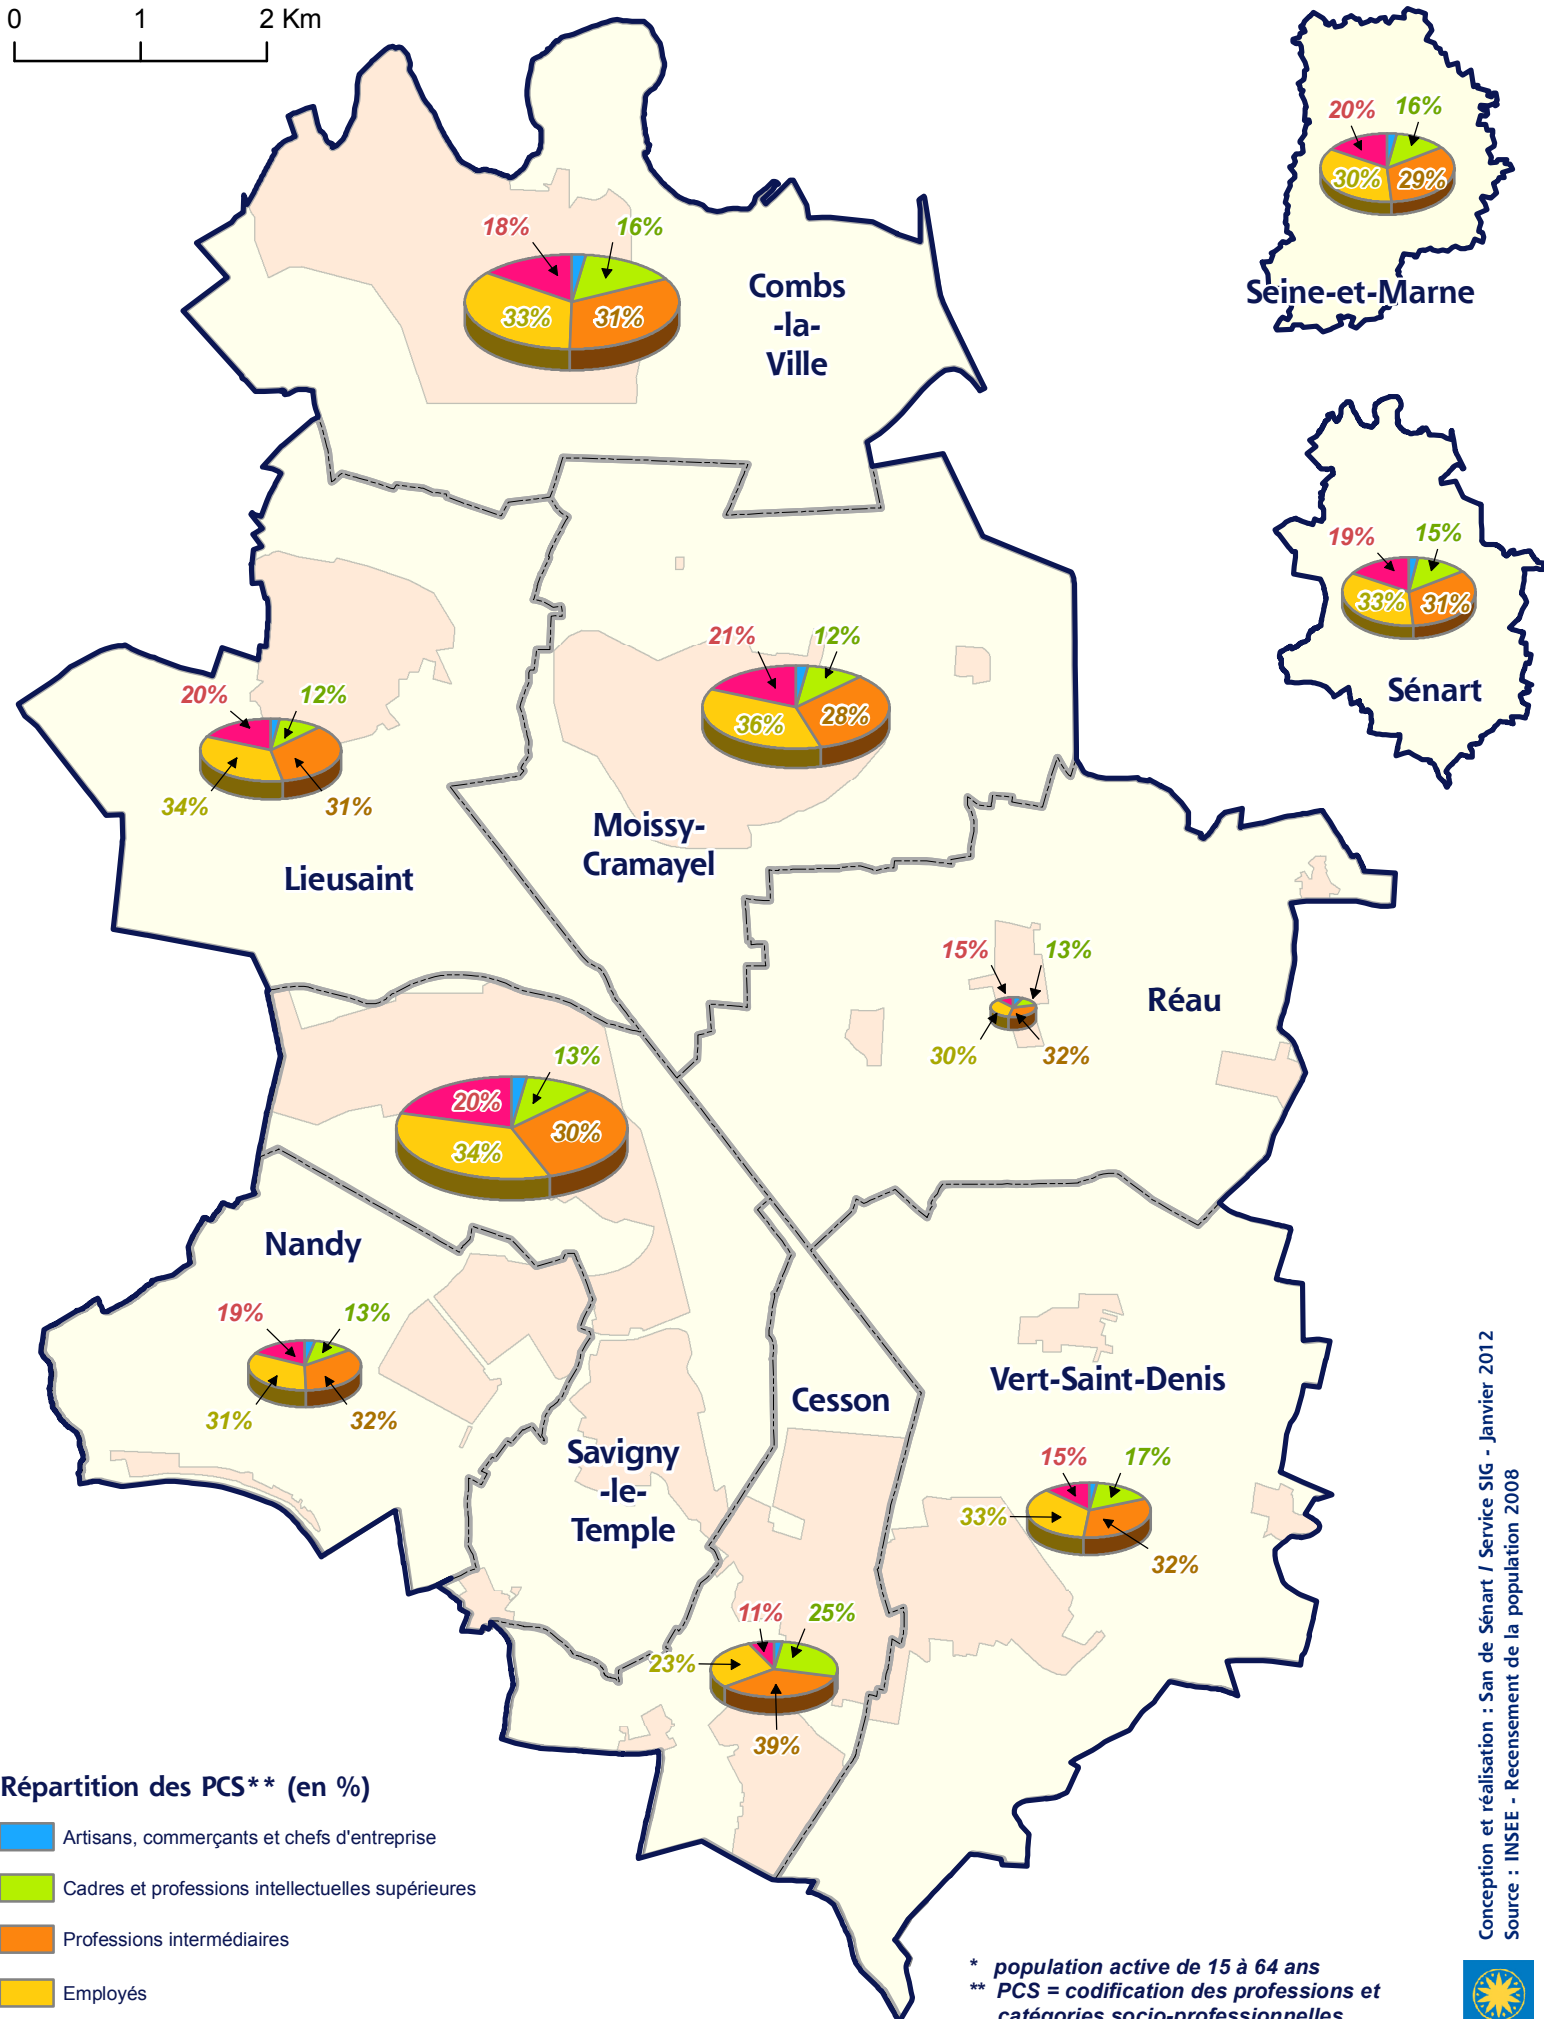 0 1 2 Km
20% 16%
30% 29%
Seine-et-Marne
18% 16%
33% 31%
Combs
-la-
Ville
19% 15%
33% 31%
Sénart
21% 12%
36% 28%
Moissy-
Cramayel
20% 12%
34% 31%
Lieusaint
15% 13%
30% 32%
Réau
13%
20% 30%
34%
Nandy
19% 13%
31% 32%
Savigny
-le-
Temple
Cesson
11% 25%
23%
39%
Vert-Saint-Denis
15% 17%
33%
32%
Répartition des PCS** (en %)
Artisans, commerçants et chefs d'entreprise
Cadres et professions intellectuelles supérieures
Professions intermédiaires
Employés
* population active de 15 à 64 ans
** PCS = codification des professions et
catégories socio-professionnelles
Conception et réalisation : San de Sénart / Service SIG - Janvier 2012
Source : INSEE - Recensement de la population 2008